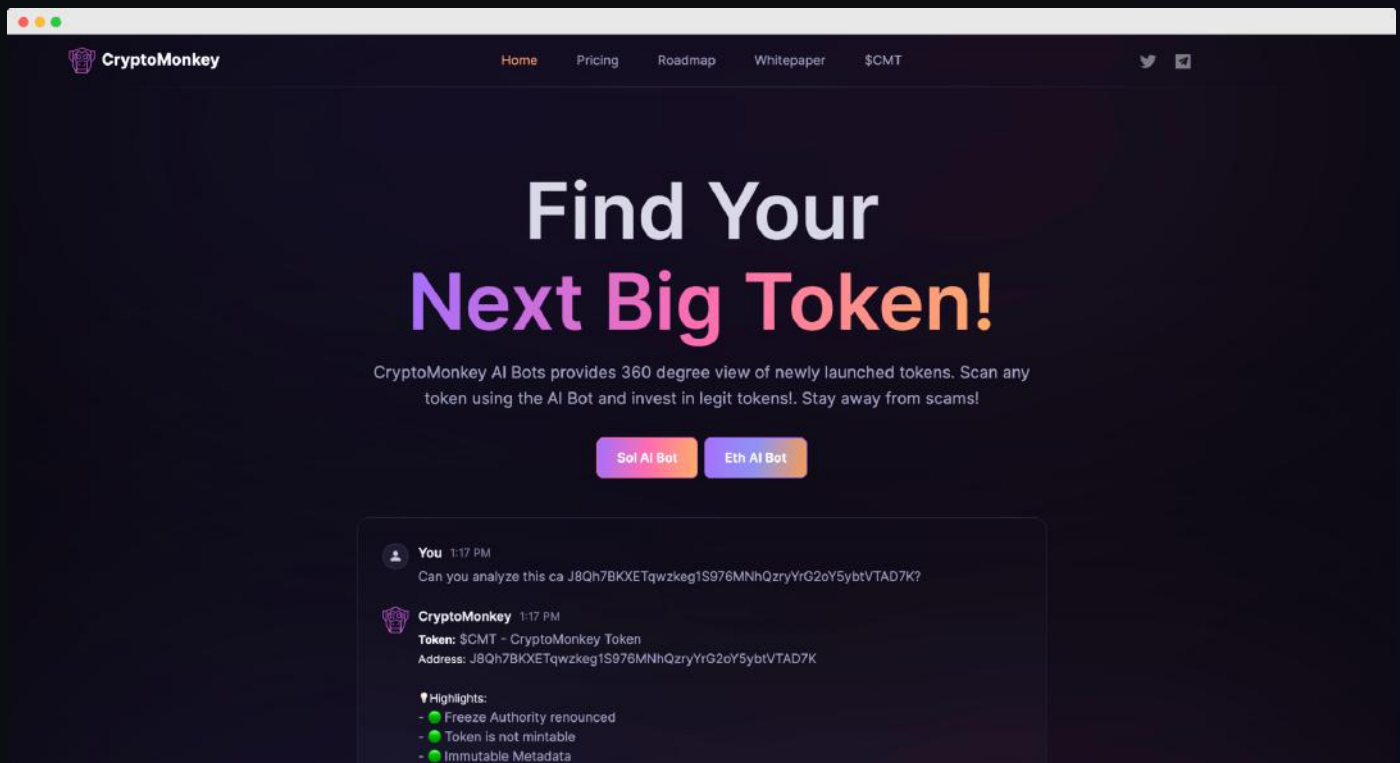 CryptoMonkey
Home Pricing Roadmap Whitepaper $CMT
Find Your
Next Big Token!
CryptoMonkey AI Bots provides 360 degree view of newly launched tokens. Scan any
token using the AI Bot and invest in legit tokens!. Stay away from scams!
Sol AI Bot Eth AI Bot
You 1:17 PM
Can you analyze this ca J8Qh7BKXETqwzkeg1S976MNhQzryYrG2oY5ybtVTAD7K?
CryptoMonkey 1:17 PM
Token: $CMT - CryptoMonkey Token
Address: J8Qh7BKXETqwzkeg1S976MNhQzryYrG2oY5ybtVTAD7K
💡Highlights:
- 🟢 Freeze Authority renounced
- 🟢 Token is not mintable
- 🟢 Immutable Metadata